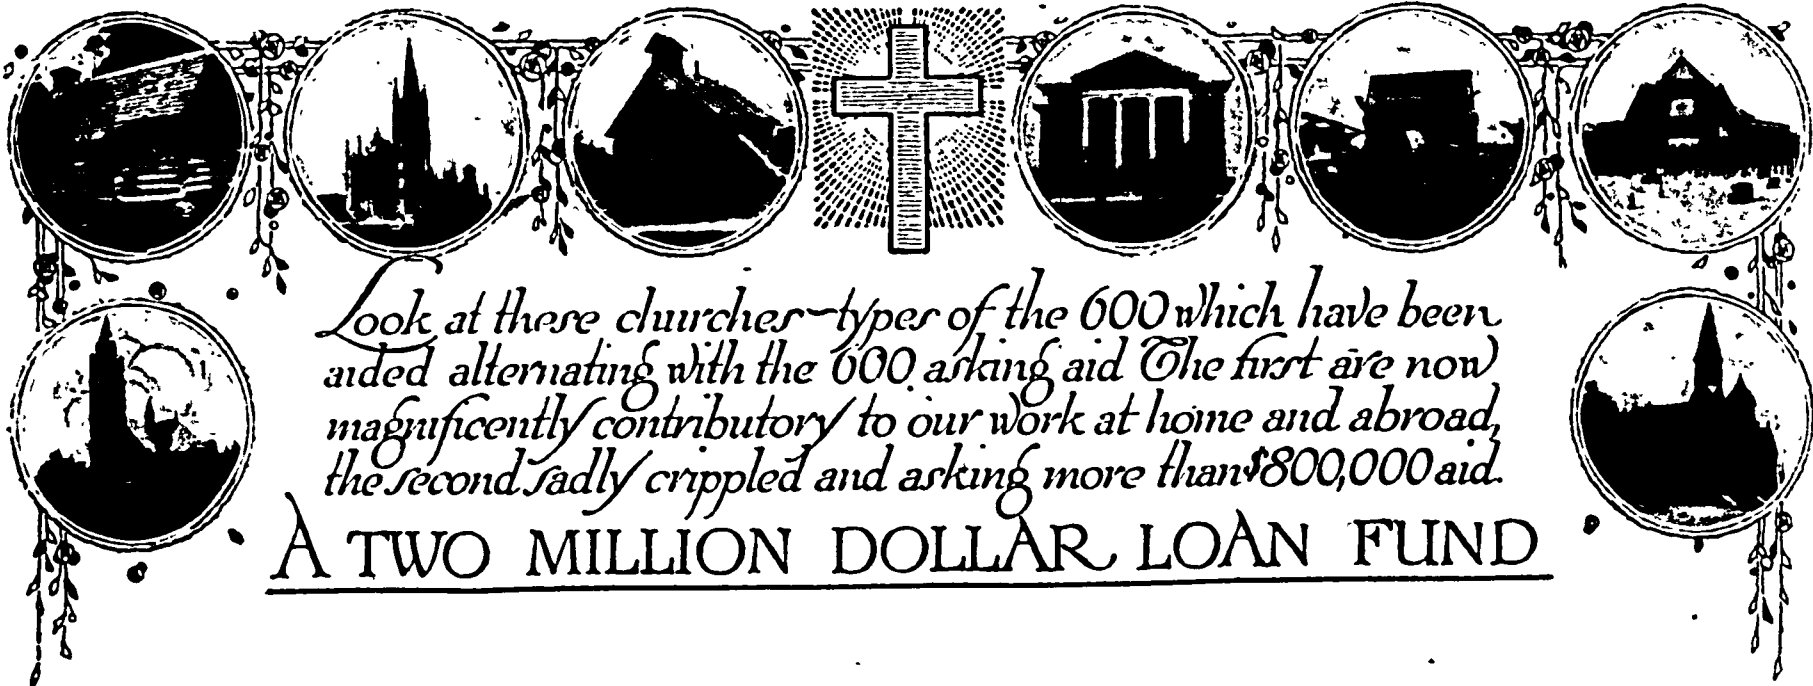 Look at these churches—types of the 600 which have been
aided alternating with the 600 asking aid The first are now
magnificently contributory to our work at home and abroad,
the second sadly crippled and asking more than $800,000 aid.
A TWO MILLION DOLLAR LOAN FUND